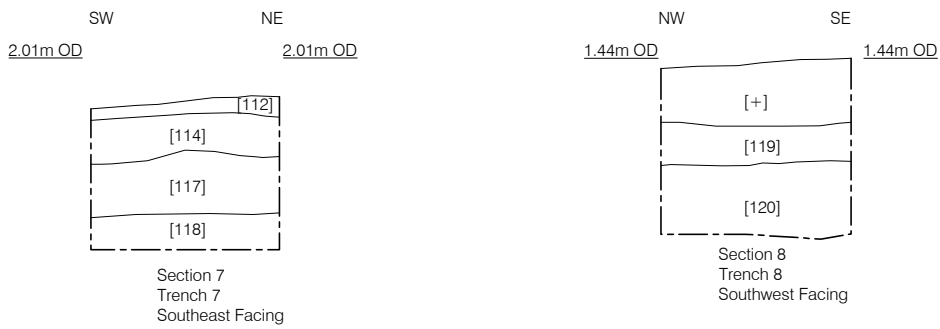 SW NE
2.01m OD 2.01m OD
[112]
[114]
[117]
[118]
Section 7
Trench 7
Southeast Facing
NW SE
1.44m OD 1.44m OD
[+]
[119]
[120]
Section 8
Trench 8
Southwest Facing